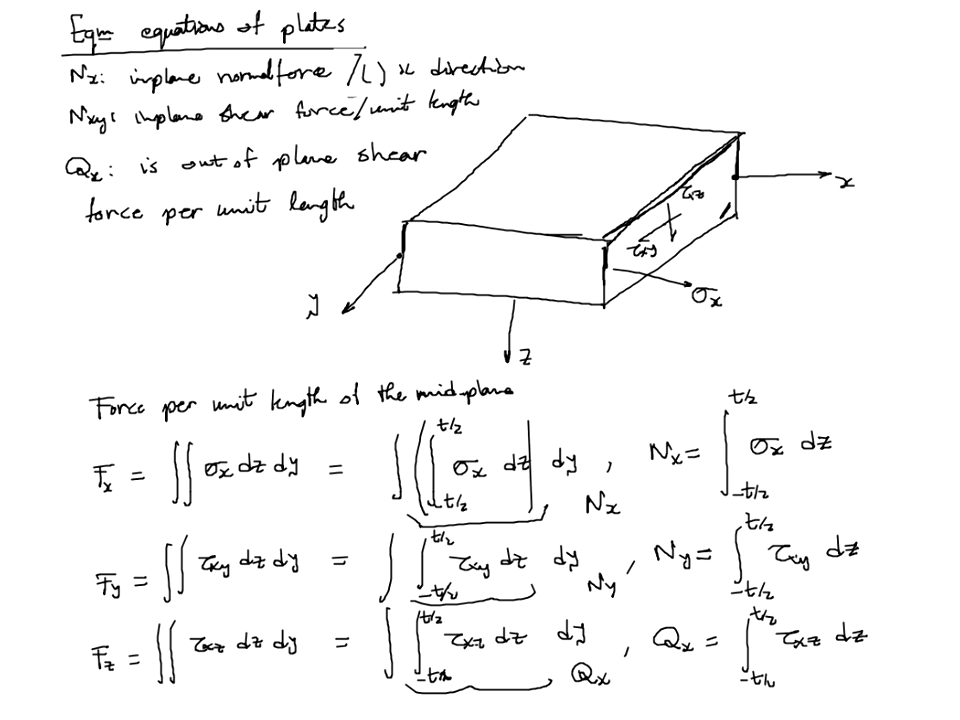 Eqm equations of plates
Nx: inplane normal force /(L) x direction
Nxy: inplane shear force/unit length
Qx: is out of plane shear
force per unit length
τxz
x
τxy
y
σx
z
Force per unit length of the mid-plane
Fx = ∬ σx dz dy = ∫ (∫_{-t/2}^{t/2} σx dz) dy , Nx = ∫_{-t/2}^{t/2} σx dz
Nx
Fy = ∬ τxy dz dy = ∫ ∫_{-t/2}^{t/2} τxy dz dy , Ny = ∫_{-t/2}^{t/2} τxy dz
Ny
Fz = ∬ τxz dz dy = ∫ ∫_{-t/2}^{t/2} τxz dz dy , Qx = ∫_{-t/2}^{t/2} τxz dz
Qx